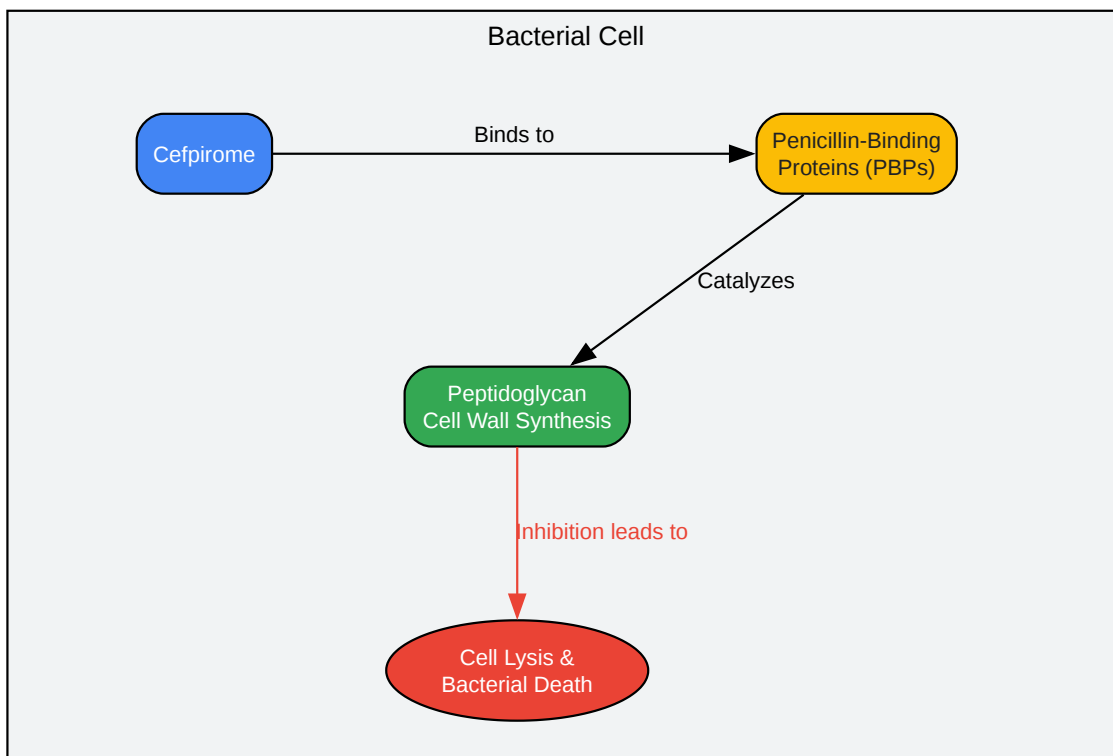 Bacterial Cell
Cefpirome
Binds to
Penicillin-Binding
Proteins (PBPs)
Catalyzes
Peptidoglycan
Cell Wall Synthesis
Inhibition leads to
Cell Lysis &
Bacterial Death